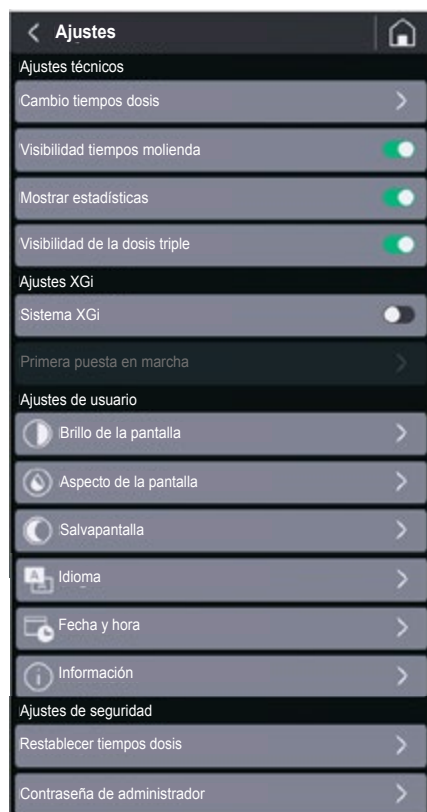 Ajustes
Ajustes técnicos
Cambio tiempos dosis
Visibilidad tiempos molienda
Mostrar estadísticas
Visibilidad de la dosis triple
Ajustes XGi
Sistema XGi
Primera puesta en marcha
Ajustes de usuario
Brillo de la pantalla
Aspecto de la pantalla
Salvapantalla
Idioma
Fecha y hora
Información
Ajustes de seguridad
Restablecer tiempos dosis
Contraseña de administrador